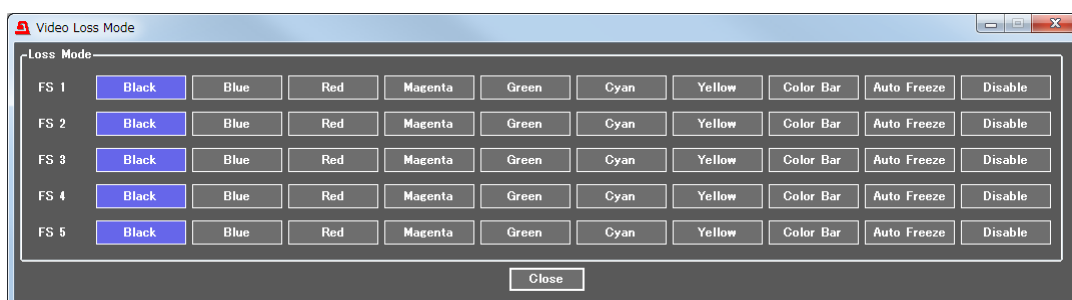 Video Loss Mode
Loss Mode
FS 1 Black Blue Red Magenta Green Cyan Yellow Color Bar Auto Freeze Disable
FS 2 Black Blue Red Magenta Green Cyan Yellow Color Bar Auto Freeze Disable
FS 3 Black Blue Red Magenta Green Cyan Yellow Color Bar Auto Freeze Disable
FS 4 Black Blue Red Magenta Green Cyan Yellow Color Bar Auto Freeze Disable
FS 5 Black Blue Red Magenta Green Cyan Yellow Color Bar Auto Freeze Disable
Close